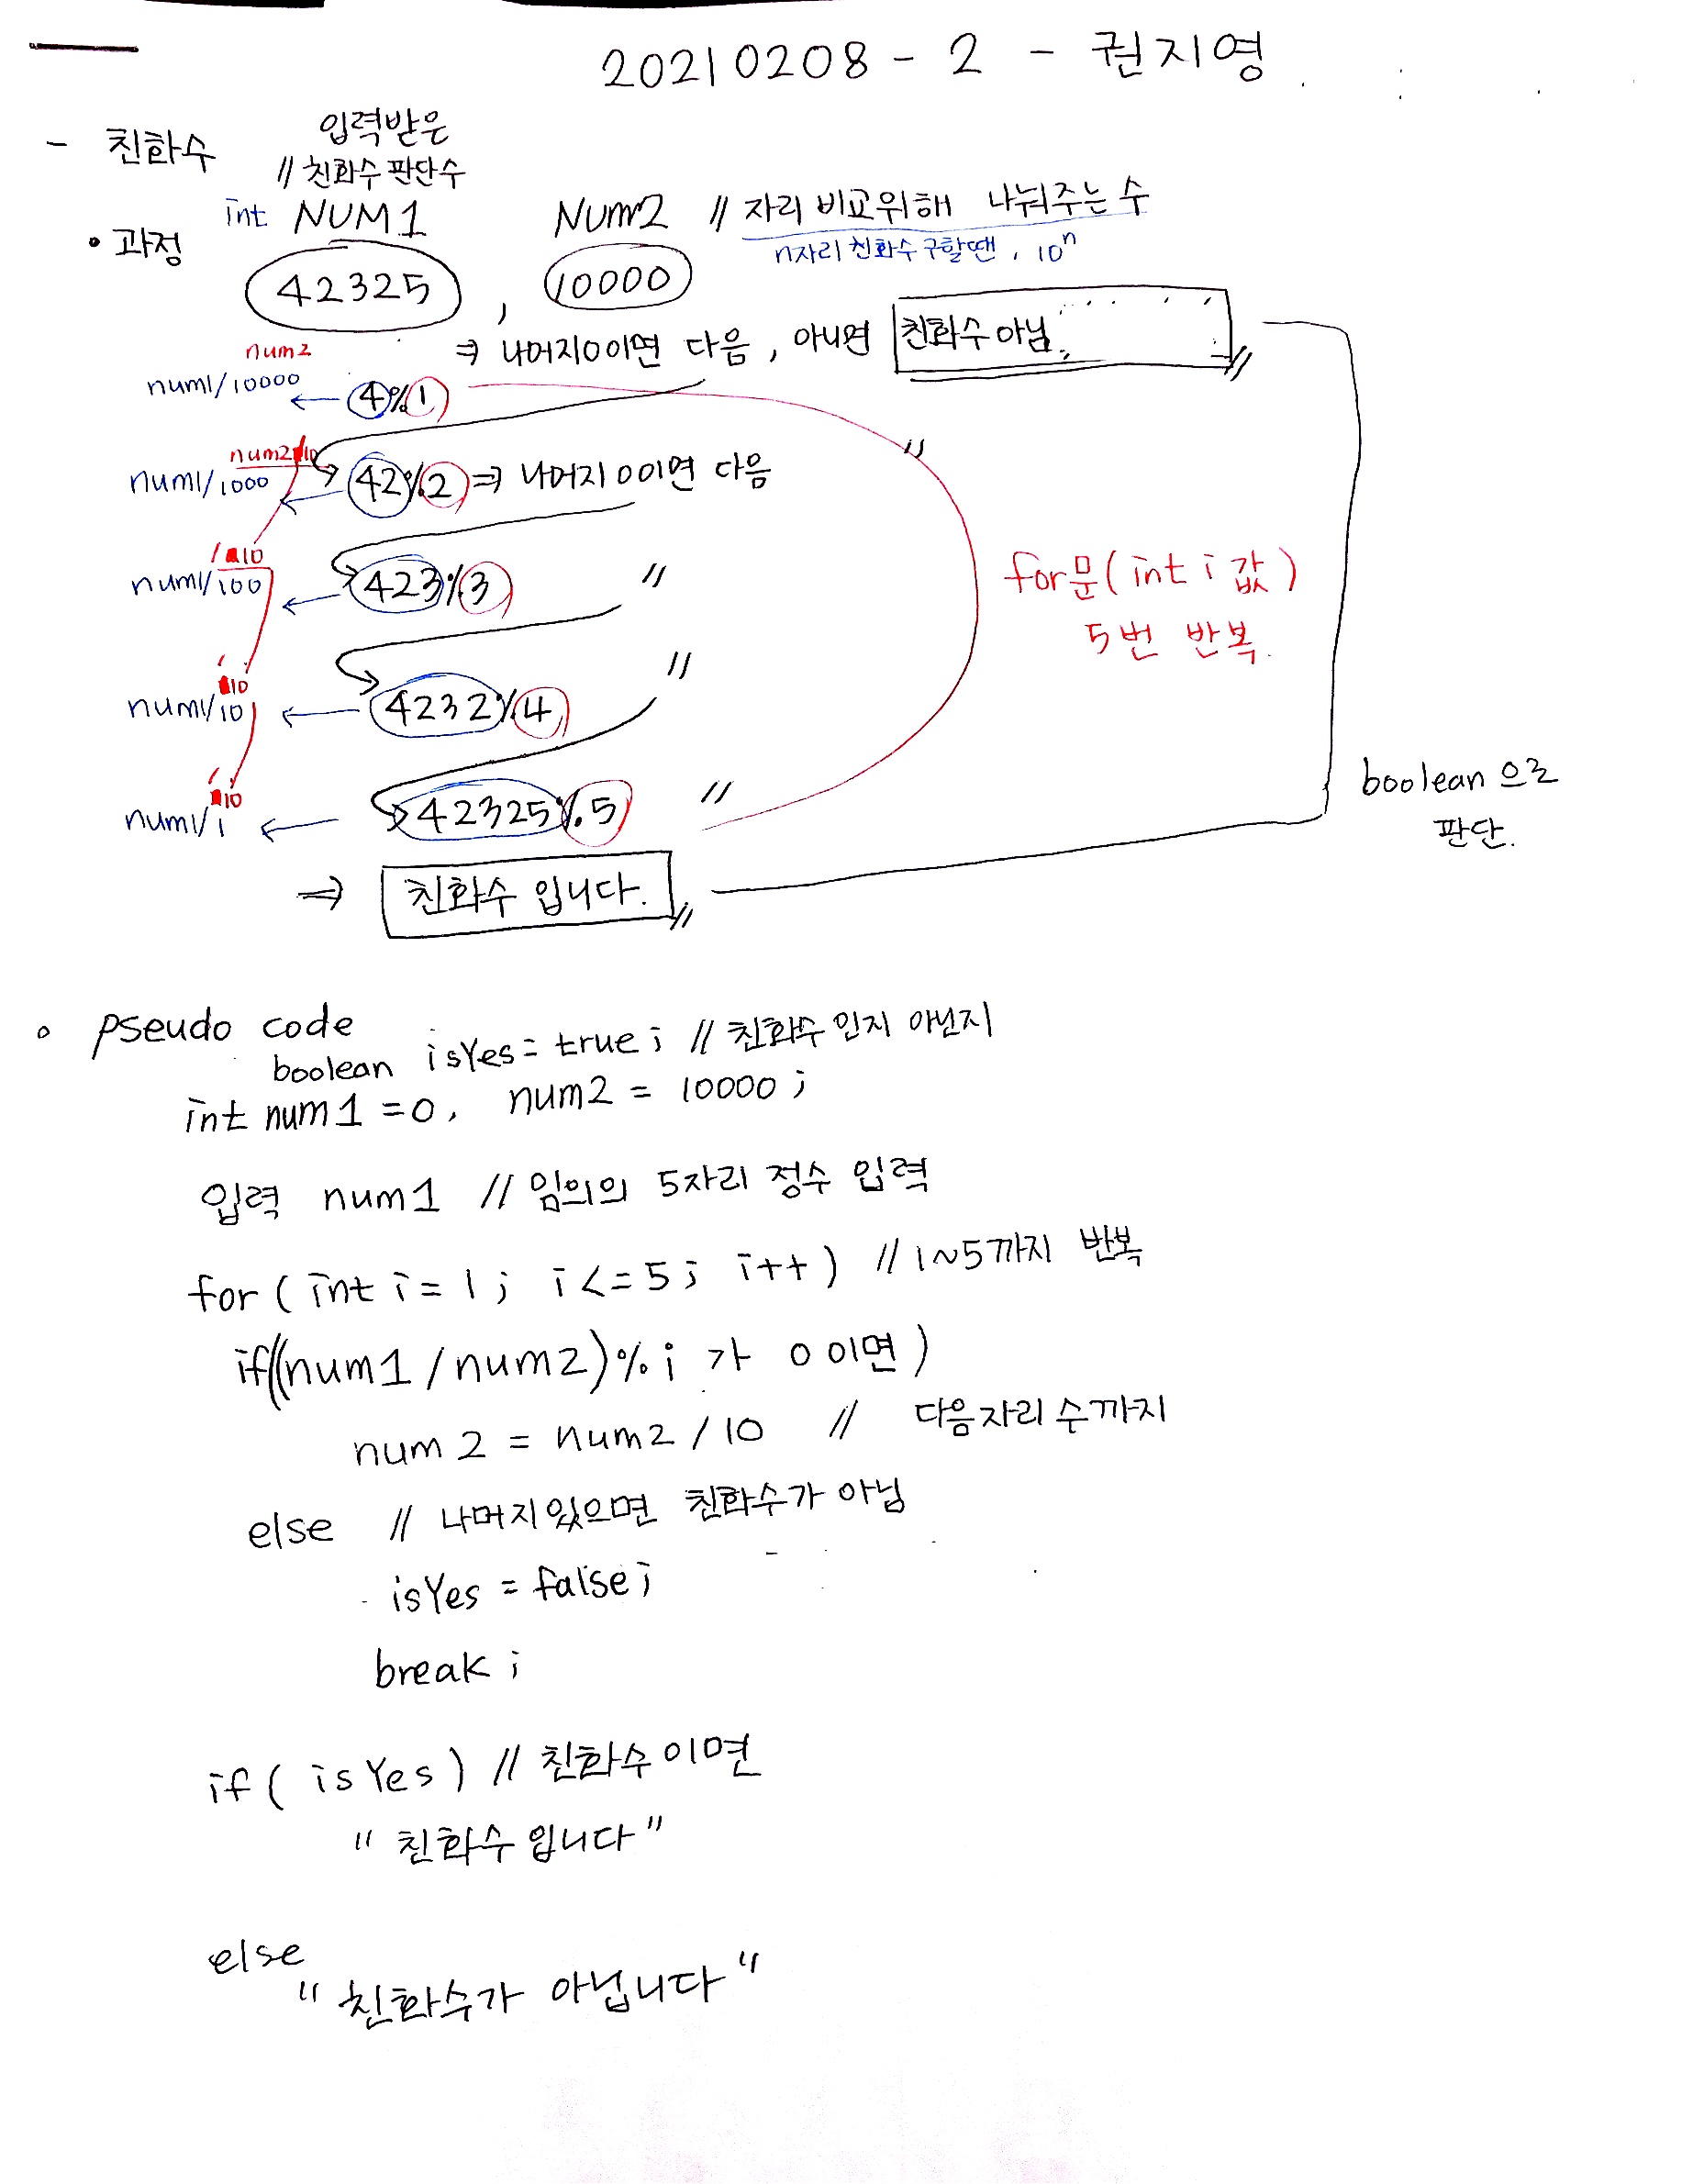 20210208 - 2 - 권지영
- 친화수
입력받은
// 친화수 판단수
• 과정
int NUM1 NUM2 // 자리 비교위해 나눠주는 수
n자리 친화수 구할땐, 10ⁿ
42325 , 10000
⇒ 나머지 0이면 다음, 아니면 친화수 아님.
num2
num1/10000 ← 4%1
num2/10
num1/1000 ← 42%2 ⇒ 나머지 0이면 다음 〃
/10
num1/100 ← 423%3 〃
for문(int i 값)
5번 반복.
/10
num1/10 ← 4232%4 〃
/10
num1/1 ← 42325%5 〃
boolean 으로
판단.
⇒ 친화수 입니다.
∘ pseudo code
boolean isYes = true; // 친화수 인지 아닌지
int num1 = 0, num2 = 10000;
입력 num1 // 임의의 5자리 정수 입력
for ( int i = 1; i <= 5; i++ ) // 1~5까지 반복
if((num1 / num2) % i 가 0 이면)
num2 = num2 / 10 // 다음자리 수까지
else // 나머지있으면 친화수가 아님
isYes = false;
break;
if ( isYes ) // 친화수이면
" 친화수입니다 "
else
" 친화수가 아닙니다 "